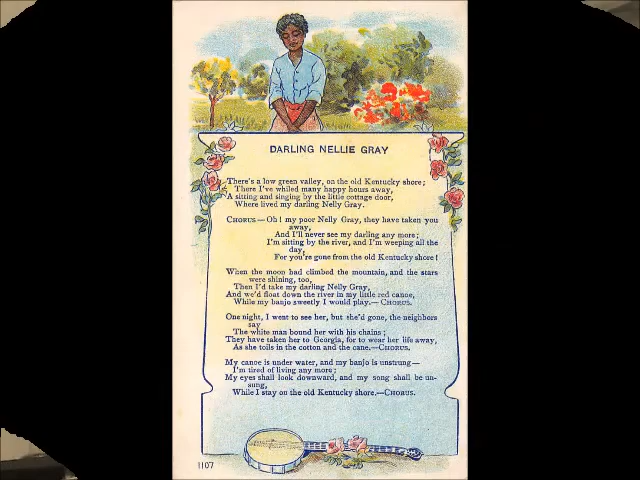 DARLING NELLIE GRAY
There's a low green valley, on the old Kentucky shore;
There I've whiled many happy hours away,
A sitting and singing by the little cottage door,
Where lived my darling Nelly Gray.
CHORUS—Oh! my poor Nelly Gray, they have taken you
away,
And I'll never see my darling any more;
I'm sitting by the river, and I'm weeping all the
day,
For you're gone from the old Kentucky shore!
When the moon had climbed the mountain, and the stars
were shining, too,
Then I'd take my darling Nelly Gray,
And we'd float down the river in my little red canoe,
While my banjo sweetly I would play.—CHORUS.
One night, I went to see her, but she'd gone, the neighbors
say
The white man bound her with his chains;
They have taken her to Georgia, for to wear her life away,
As she toils in the cotton and the cane.—CHORUS.
My canoe is under water, and my banjo is unstrung—
I'm tired of living any more;
My eyes shall look downward, and my song shall be un-
sung,
While I stay on the old Kentucky shore.—CHORUS.
1107